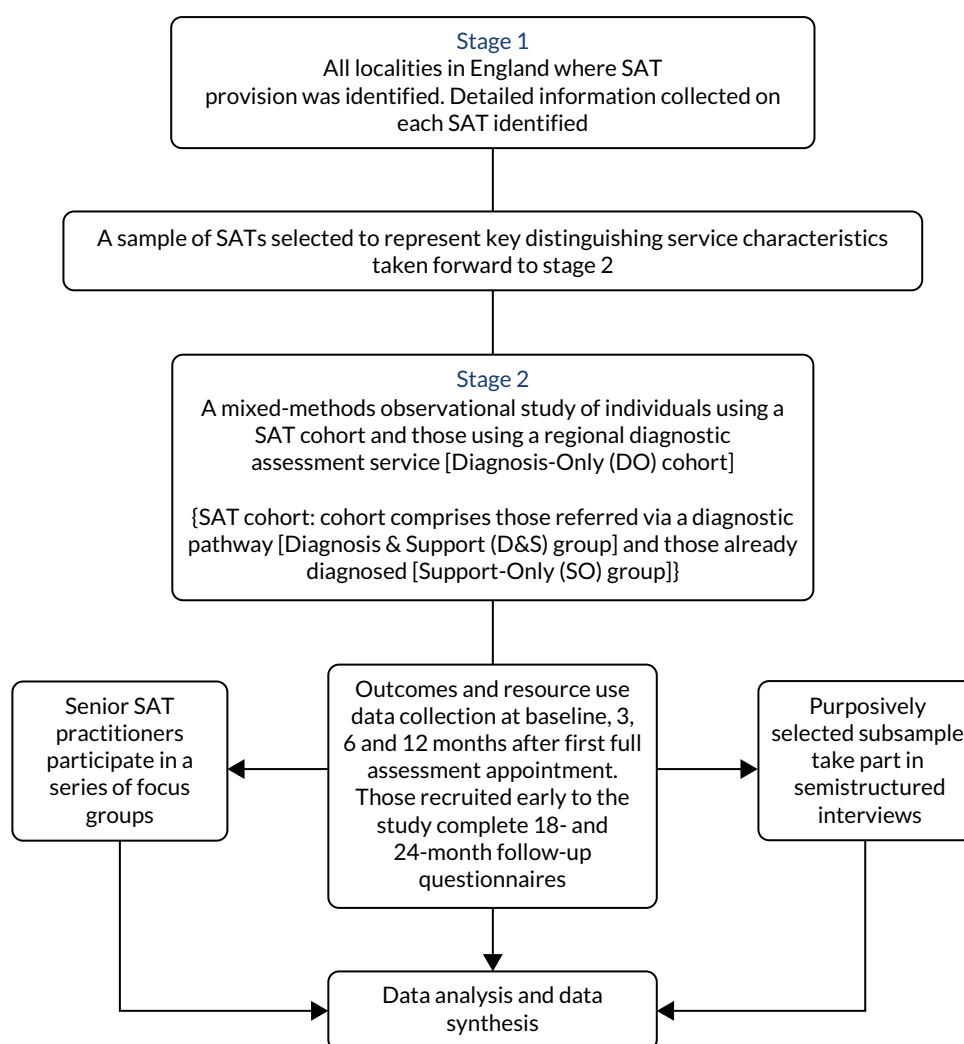 Stage 1
All localities in England where SAT
provision was identified. Detailed information collected on
each SAT identified
A sample of SATs selected to represent key distinguishing service characteristics
taken forward to stage 2
Stage 2
A mixed-methods observational study of individuals using a
SAT cohort and those using a regional diagnostic
assessment service [Diagnosis-Only (DO) cohort]
{SAT cohort: cohort comprises those referred via a diagnostic
pathway [Diagnosis & Support (D&S) group] and those already
diagnosed [Support-Only (SO) group]}
Senior SAT
practitioners
participate in a
series of focus
groups
Outcomes and resource use
data collection at baseline, 3,
6 and 12 months after first full
assessment appointment.
Those recruited early to the
study complete 18- and
24-month follow-up
questionnaires
Purposively
selected subsample
take part in
semistructured
interviews
Data analysis and data
synthesis